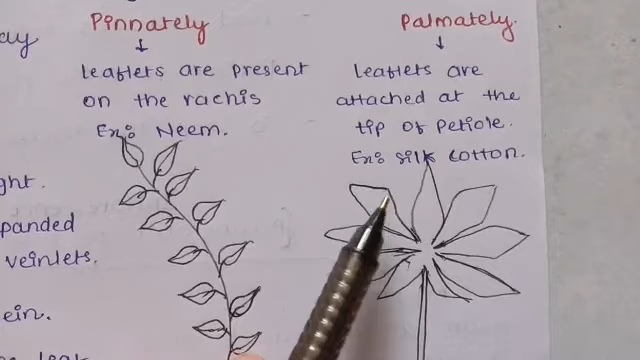 ay
Pinnately
leaflets are present
on the rachis
Ex: Neem.
Palmately.
leaflets are
attached at the
tip of petiole.
Ex: silk cotton.
ght.
panded
veinlets.
ein.